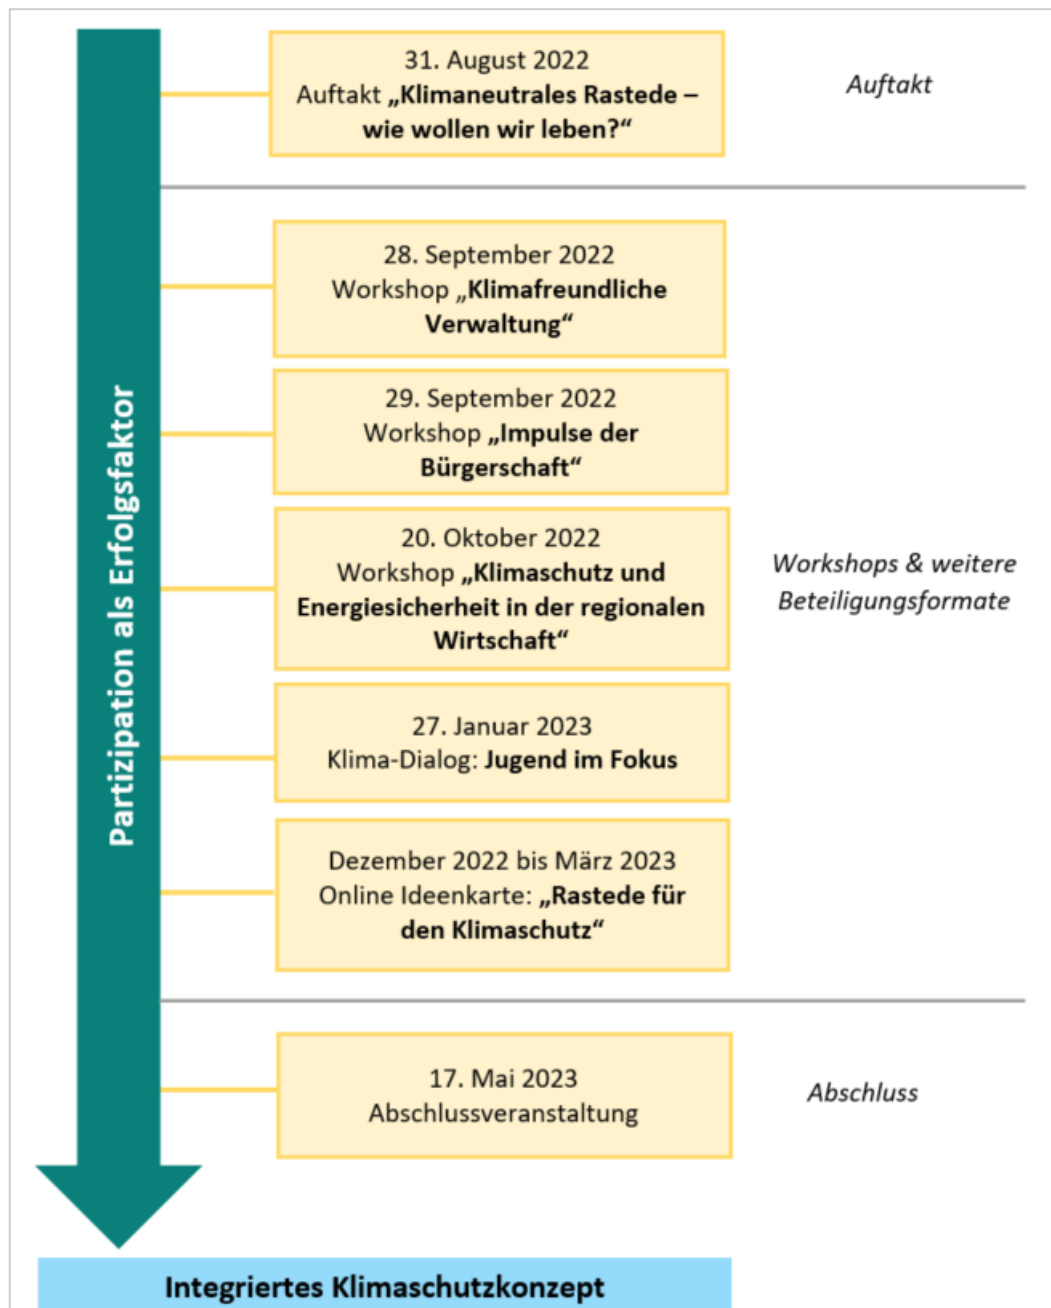 31. August 2022
Auftakt „Klimaneutrales Rastede –
wie wollen wir leben?“
Auftakt
28. September 2022
Workshop „Klimafreundliche
Verwaltung“
29. September 2022
Workshop „Impulse der
Bürgerschaft“
20. Oktober 2022
Workshop „Klimaschutz und
Energiesicherheit in der regionalen
Wirtschaft“
27. Januar 2023
Klima-Dialog: Jugend im Fokus
Dezember 2022 bis März 2023
Online Ideenkarte: „Rastede für
den Klimaschutz“
Workshops & weitere
Beteiligungsformate
17. Mai 2023
Abschlussveranstaltung
Abschluss
Partizipation als Erfolgsfaktor
Integriertes Klimaschutzkonzept